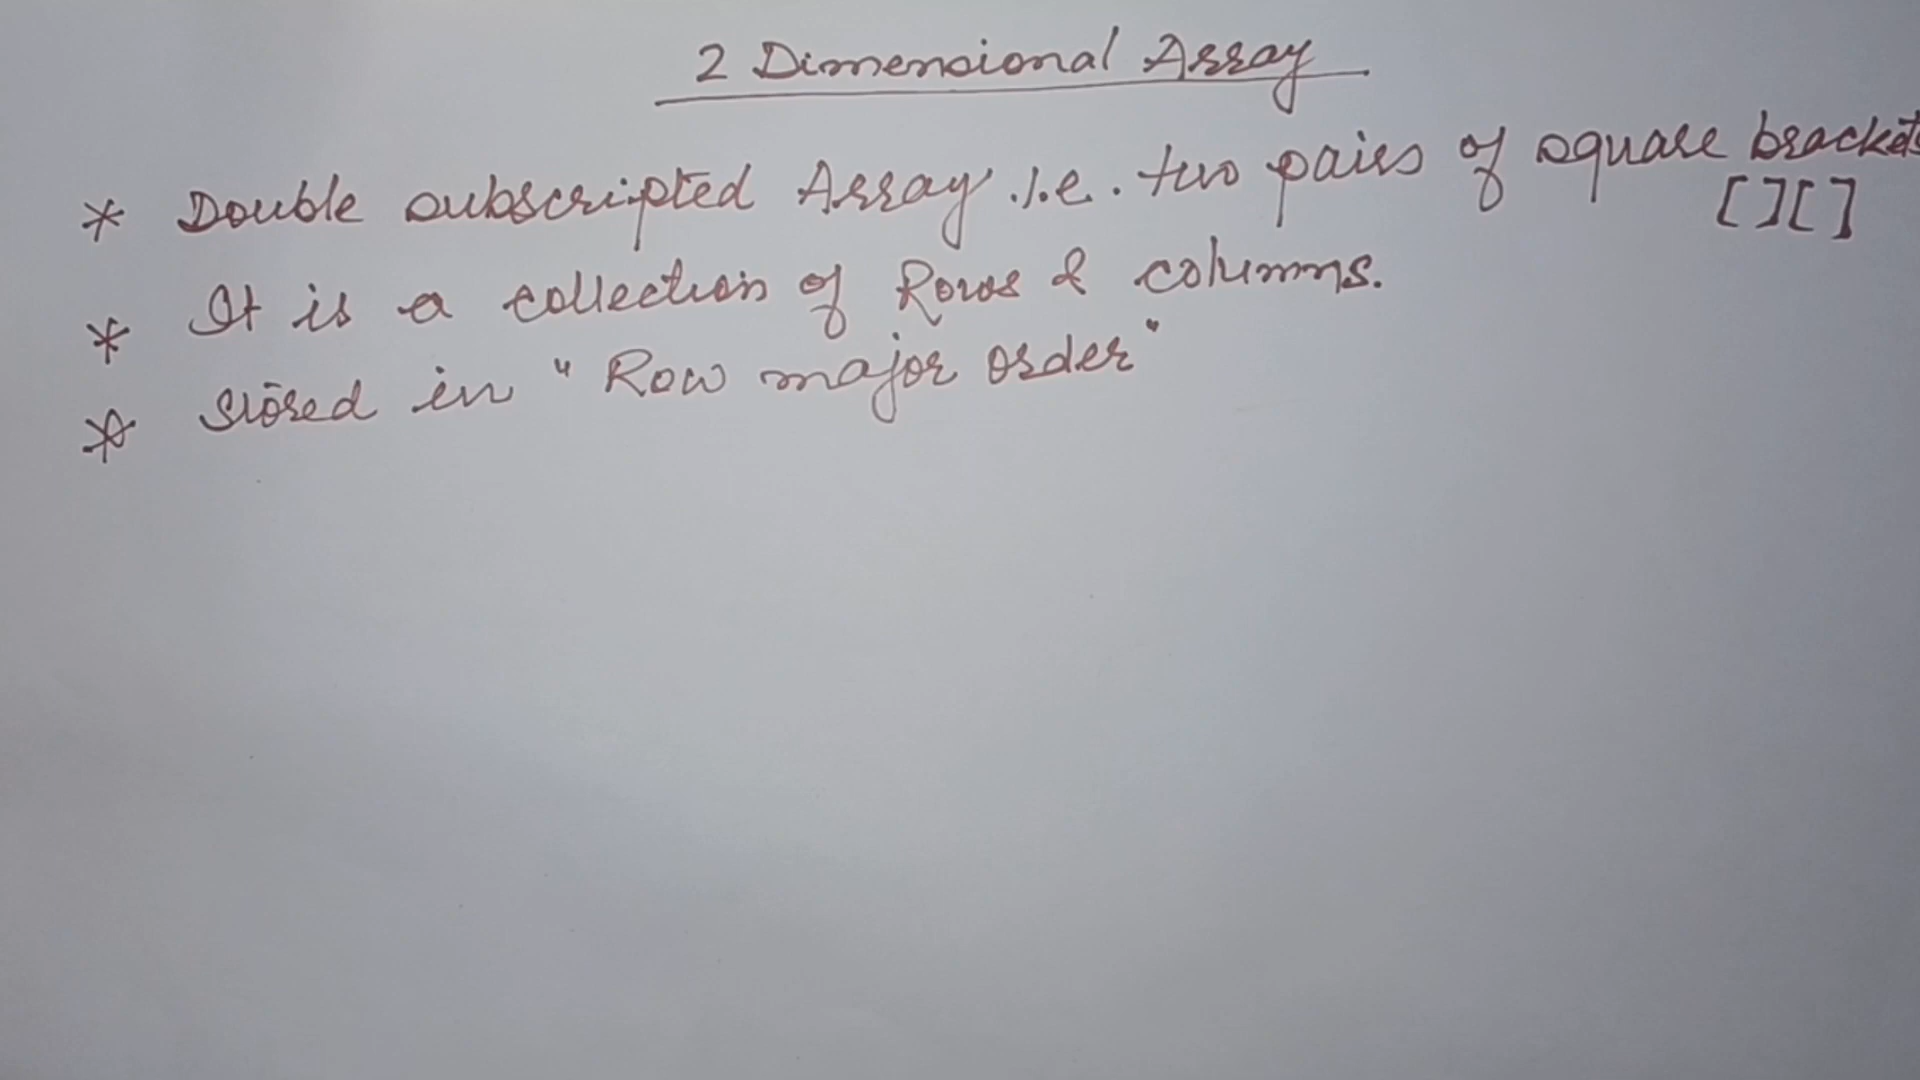 2 Dimensional Array
* Double subscripted Array i.e. two pairs of square brackets
[][]
* It is a collection of Rows & columns.
* Stored in "Row major order"